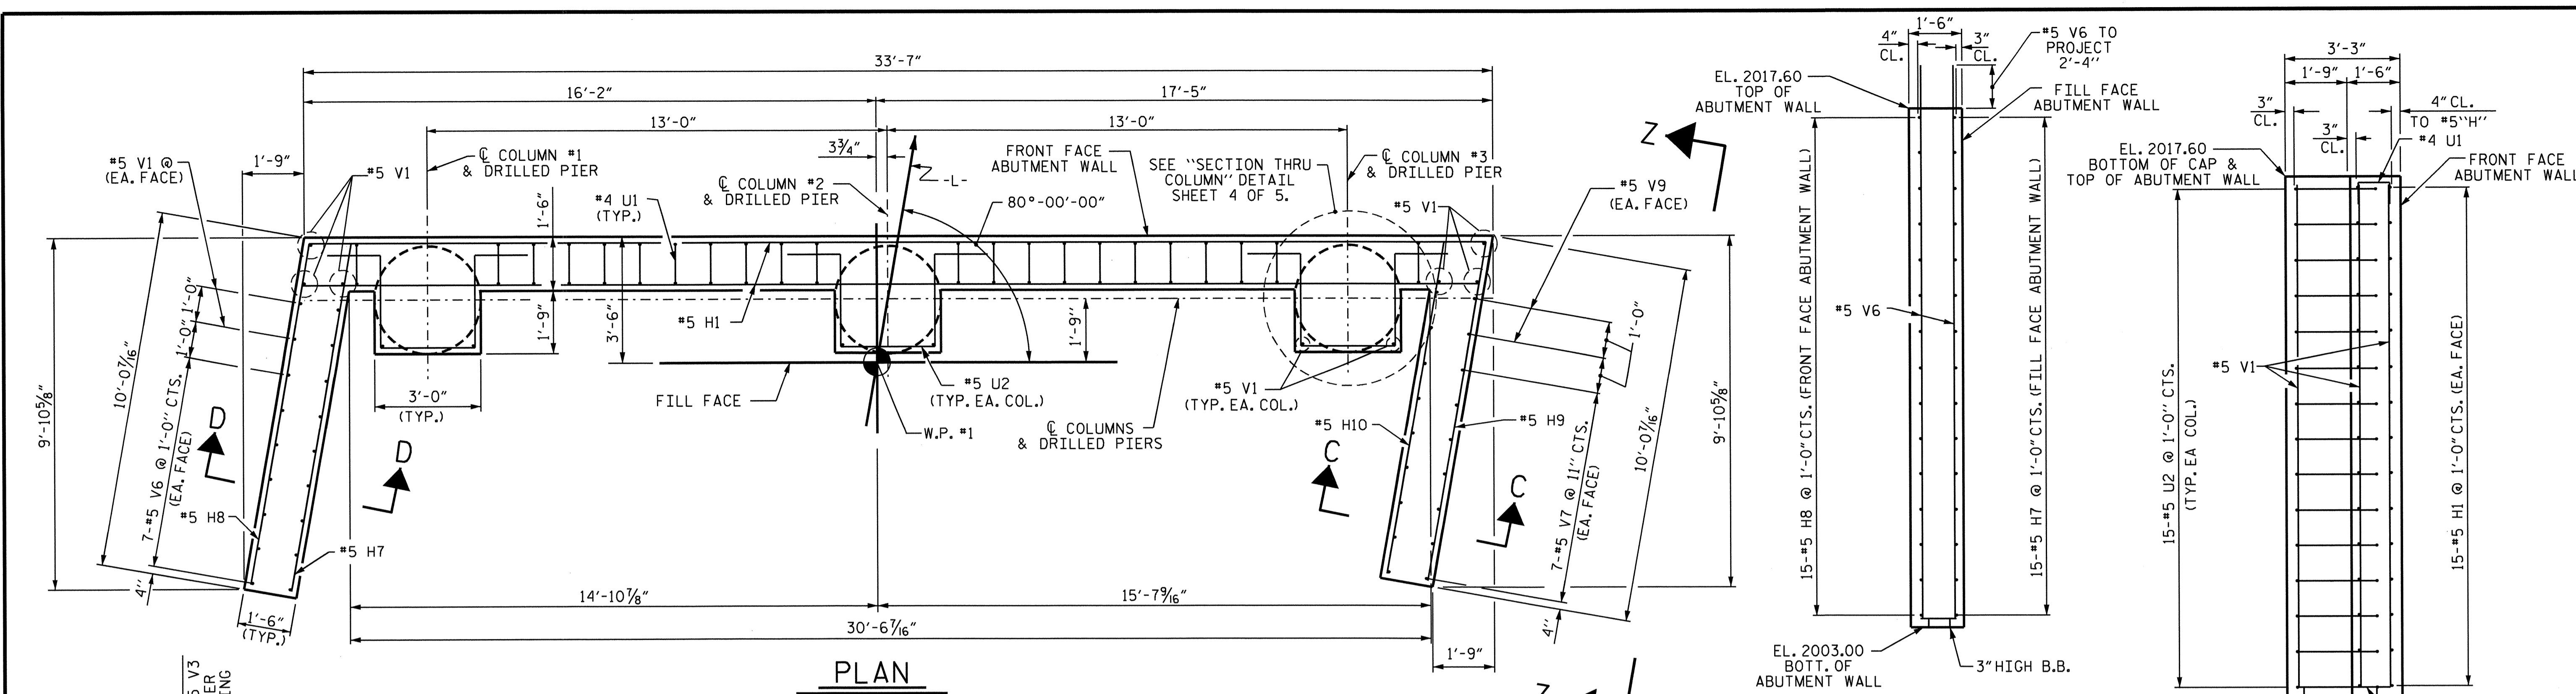 33'-7"
16'-2"
17'-5"
13'-0"
13'-0"
3¾"
1'-9"
#5 V1 @
(EA. FACE)
#5 V1
℄ COLUMN #1
& DRILLED PIER
#4 U1
(TYP.)
1'-6"
℄ COLUMN #2
& DRILLED PIER
-L-
FRONT FACE
ABUTMENT WALL
80°-00'-00"
SEE "SECTION THRU
COLUMN" DETAIL
SHEET 4 OF 5.
℄ COLUMN #3
& DRILLED PIER
#5 V1
#5 V9
(EA. FACE)
Z
9'-10⅝"
10'-0⁷⁄₁₆"
1'-0"
1'-0"
7-#5 V6 @ 1'-0" CTS.
(EA. FACE)
4"
D
D
#5 H8
#5 H7
1'-6"
(TYP.)
3'-0"
(TYP.)
1'-9"
3'-6"
#5 H1
FILL FACE
#5 U2
(TYP. EA. COL.)
W.P. #1
1'-9"
℄ COLUMNS
& DRILLED PIERS
#5 V1
(TYP. EA. COL.)
#5 H10
#5 H9
C
C
1'-0"
7-#5 V7 @ 11" CTS.
(EA. FACE)
10'-0⁷⁄₁₆"
9'-10⅝"
4"
14'-10⅞"
15'-7⁹⁄₁₆"
30'-6⁷⁄₁₆"
1'-9"
PLAN
Z
1'-6"
4"
CL.
3"
CL.
#5 V6 TO
PROJECT
2'-4"
EL. 2017.60
TOP OF
ABUTMENT WALL
FILL FACE
ABUTMENT WALL
15-#5 H8 @ 1'-0" CTS. (FRONT FACE ABUTMENT WALL)
#5 V6
15-#5 H7 @ 1'-0" CTS. (FILL FACE ABUTMENT WALL)
EL. 2003.00
BOTT. OF
ABUTMENT WALL
3" HIGH B.B.
3'-3"
1'-9"
1'-6"
3"
CL.
3"
CL.
4" CL.
TO #5"H"
#4 U1
EL. 2017.60
BOTTOM OF CAP &
TOP OF ABUTMENT WALL
FRONT FACE
ABUTMENT WALL
15-#5 U2 @ 1'-0" CTS.
(TYP. EA COL.)
#5 V1
15-#5 H1 @ 1'-0" CTS. (EA. FACE)